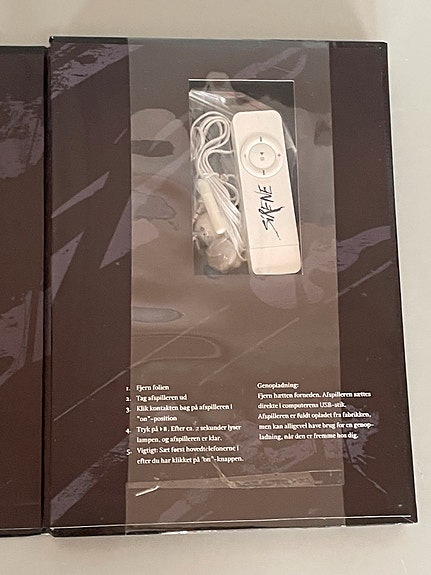 SIRENE
1. Fjern folien
2. Tag afspilleren ud
3. Klik kontakten bag på afspilleren i
"on"-position
4. Tryk på . Efter ca. 2 sekunder lyser
lampen, og afspilleren er klar.
5. Vigtigt: Sæt først hovedtelefonerne i
efter du har klikket på "on"-knappen.
Genopladning:
Fjern hætten forneden. Afspilleren sættes
direkte i computerens USB-stik.
Afspilleren er fuldt opladet fra fabrikken,
men kan alligevel have brug for en genop-
ladning, når den er fremme hos dig.